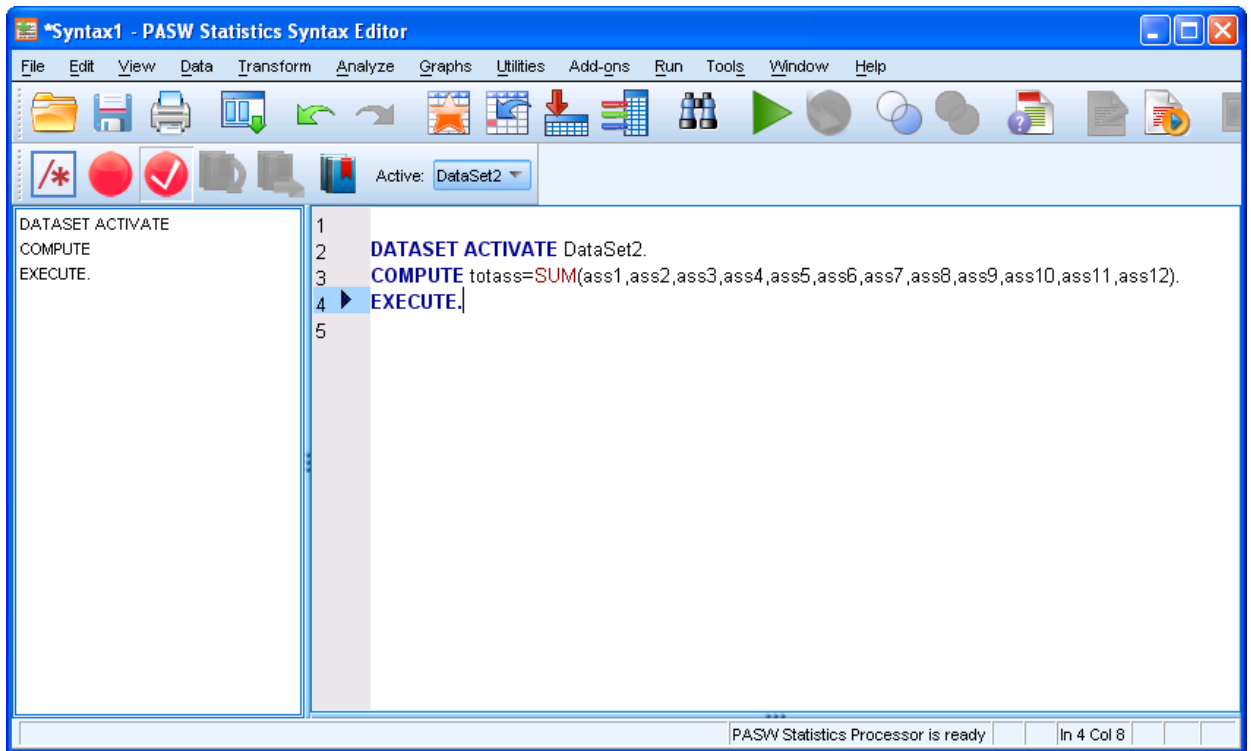 *Syntax1 - PASW Statistics Syntax Editor
File Edit View Data Transform Analyze Graphs Utilities Add-ons Run Tools Window Help
/* Active: DataSet2
DATASET ACTIVATE
COMPUTE
EXECUTE.
1
2 DATASET ACTIVATE DataSet2.
3 COMPUTE totass=SUM(ass1,ass2,ass3,ass4,ass5,ass6,ass7,ass8,ass9,ass10,ass11,ass12).
4 EXECUTE.
5
PASW Statistics Processor is ready In 4 Col 8